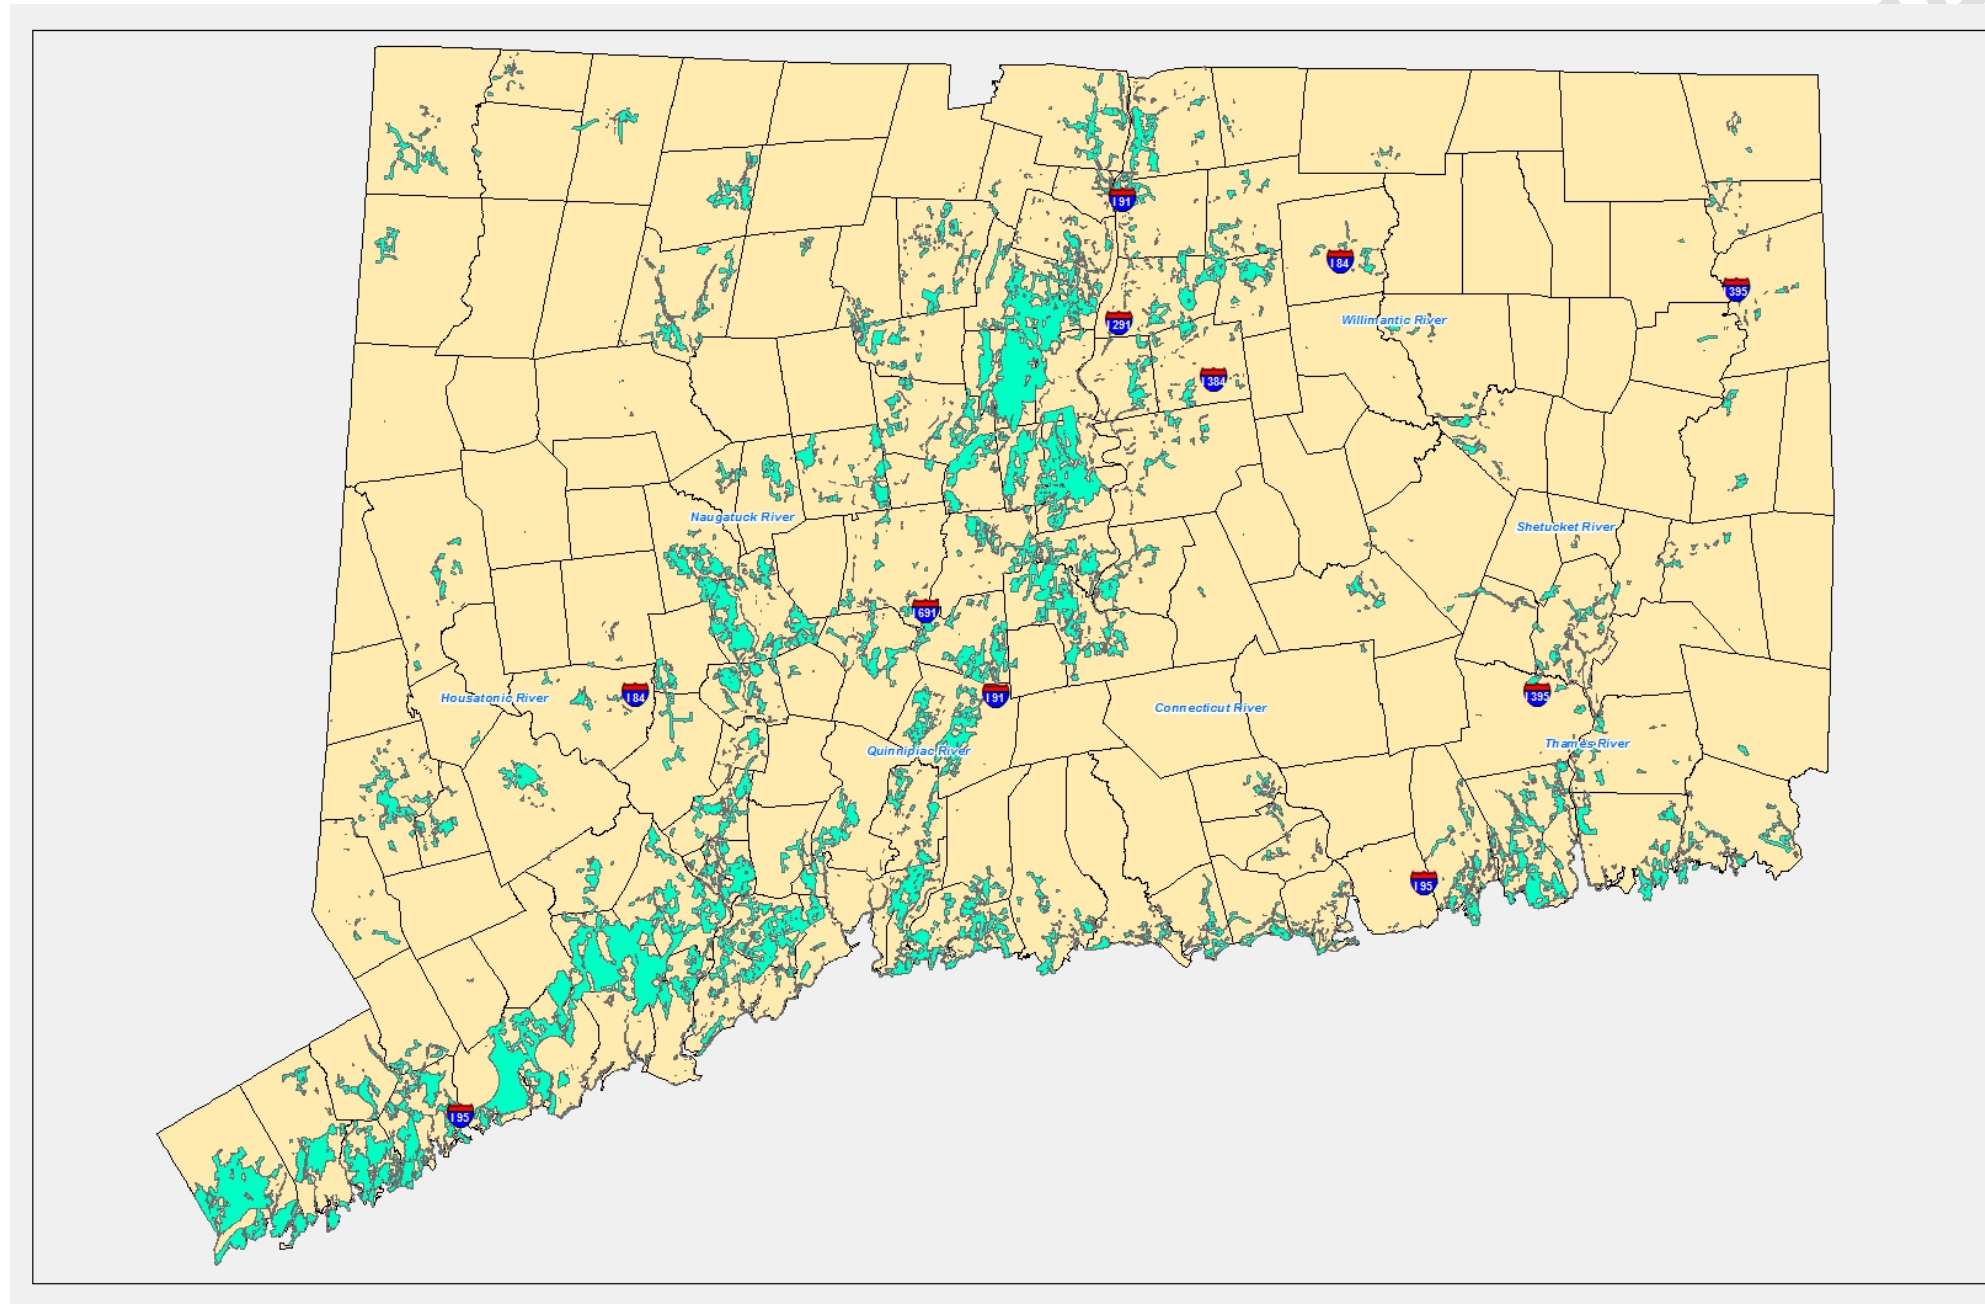 I 91
I 84
I 395
I 291
Willimantic River
I 384
Naugatuck River
Shetucket River
I 691
Housatonic River
I 84
I 91
Connecticut River
I 395
Quinnipiac River
Thames River
I 95
I 95